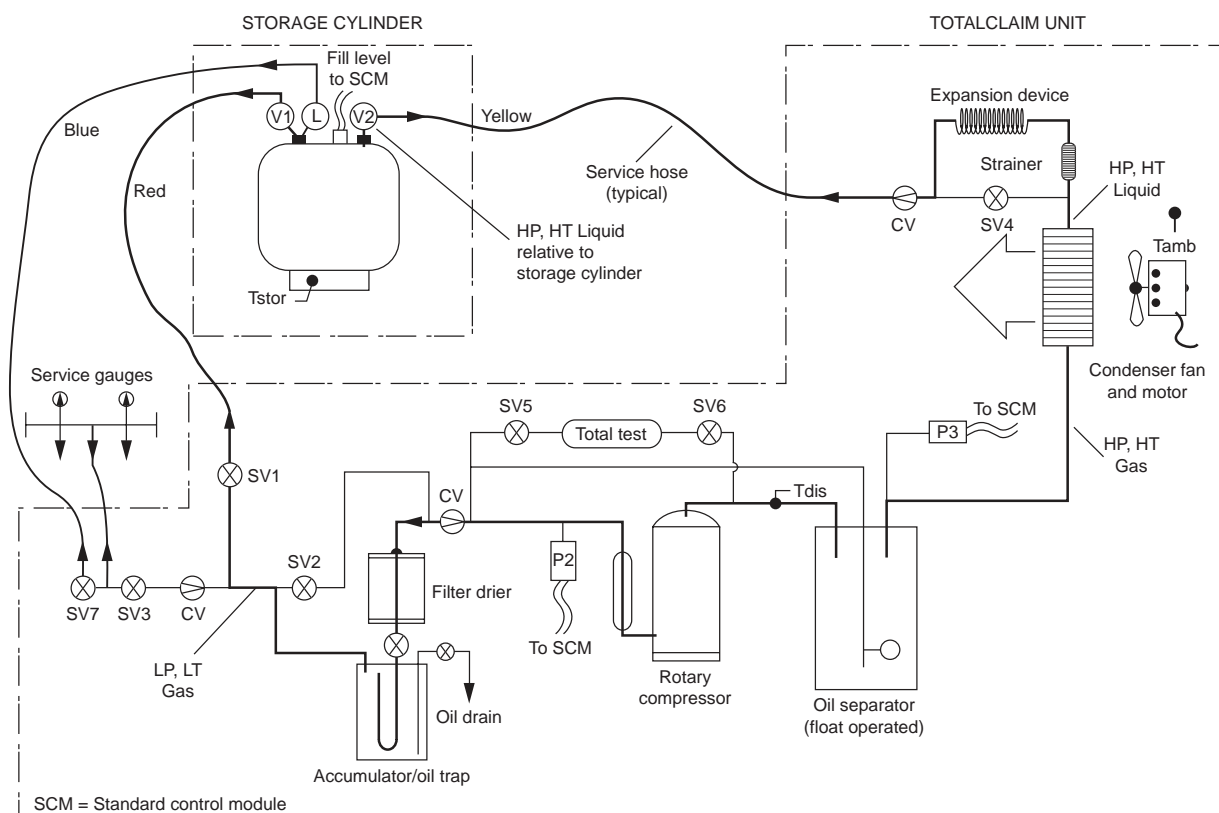 STORAGE CYLINDER
TOTALCLAIM UNIT
Fill level
to SCM
V1
L
V2
Blue
Yellow
Red
Expansion device
Service hose
(typical)
Strainer
HP, HT
Liquid
CV
SV4
Tamb
HP, HT Liquid
relative to
storage cylinder
Tstor
Condenser fan
and motor
Service gauges
SV5
Total test
SV6
To SCM
P3
HP, HT
Gas
SV1
CV
Tdis
SV2
P2
Filter drier
SV7
SV3
CV
To SCM
LP, LT
Gas
Rotary
compressor
Oil drain
Oil separator
(float operated)
Accumulator/oil trap
SCM = Standard control module